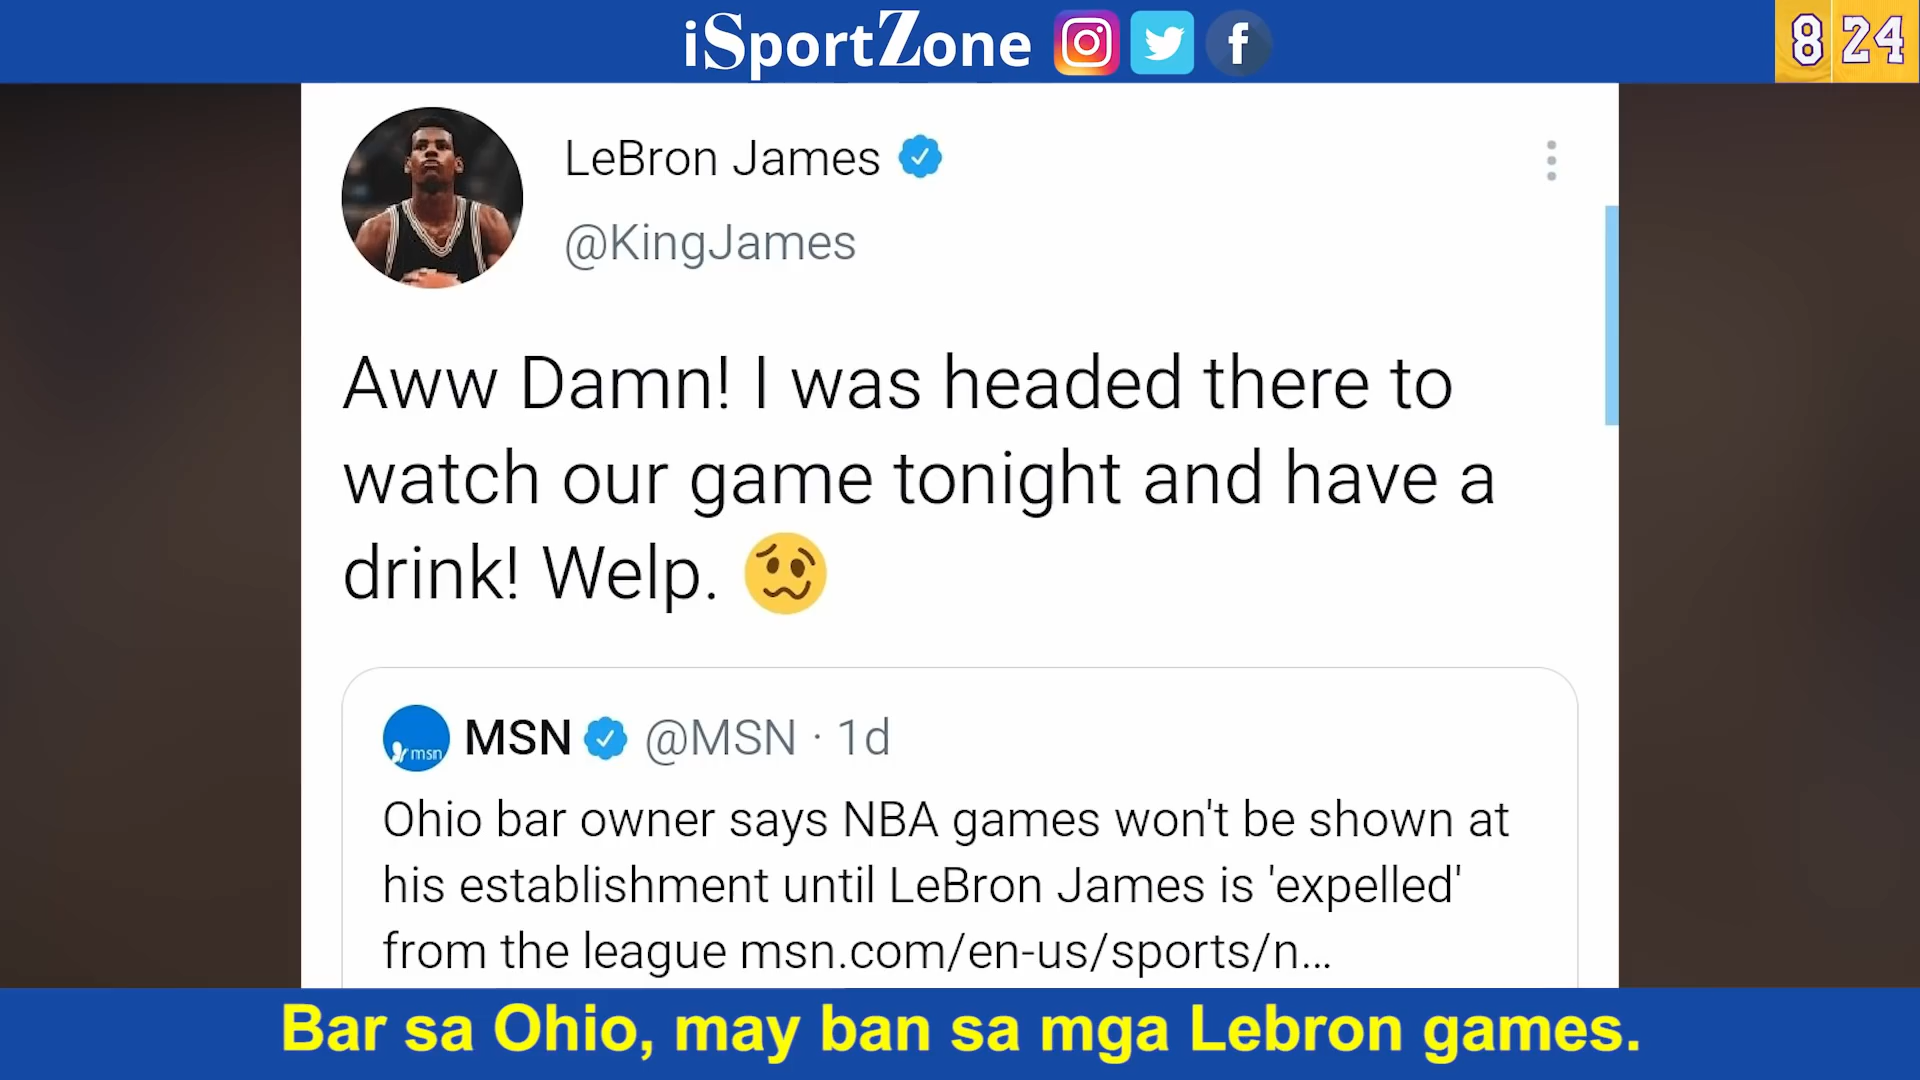 iSportZone
8 24
LeBron James
@KingJames
Aww Damn! I was headed there to
watch our game tonight and have a
drink! Welp. 🥴
msn
MSN @MSN · 1d
Ohio bar owner says NBA games won't be shown at
his establishment until LeBron James is 'expelled'
from the league msn.com/en-us/sports/n...
Bar sa Ohio, may ban sa mga Lebron games.